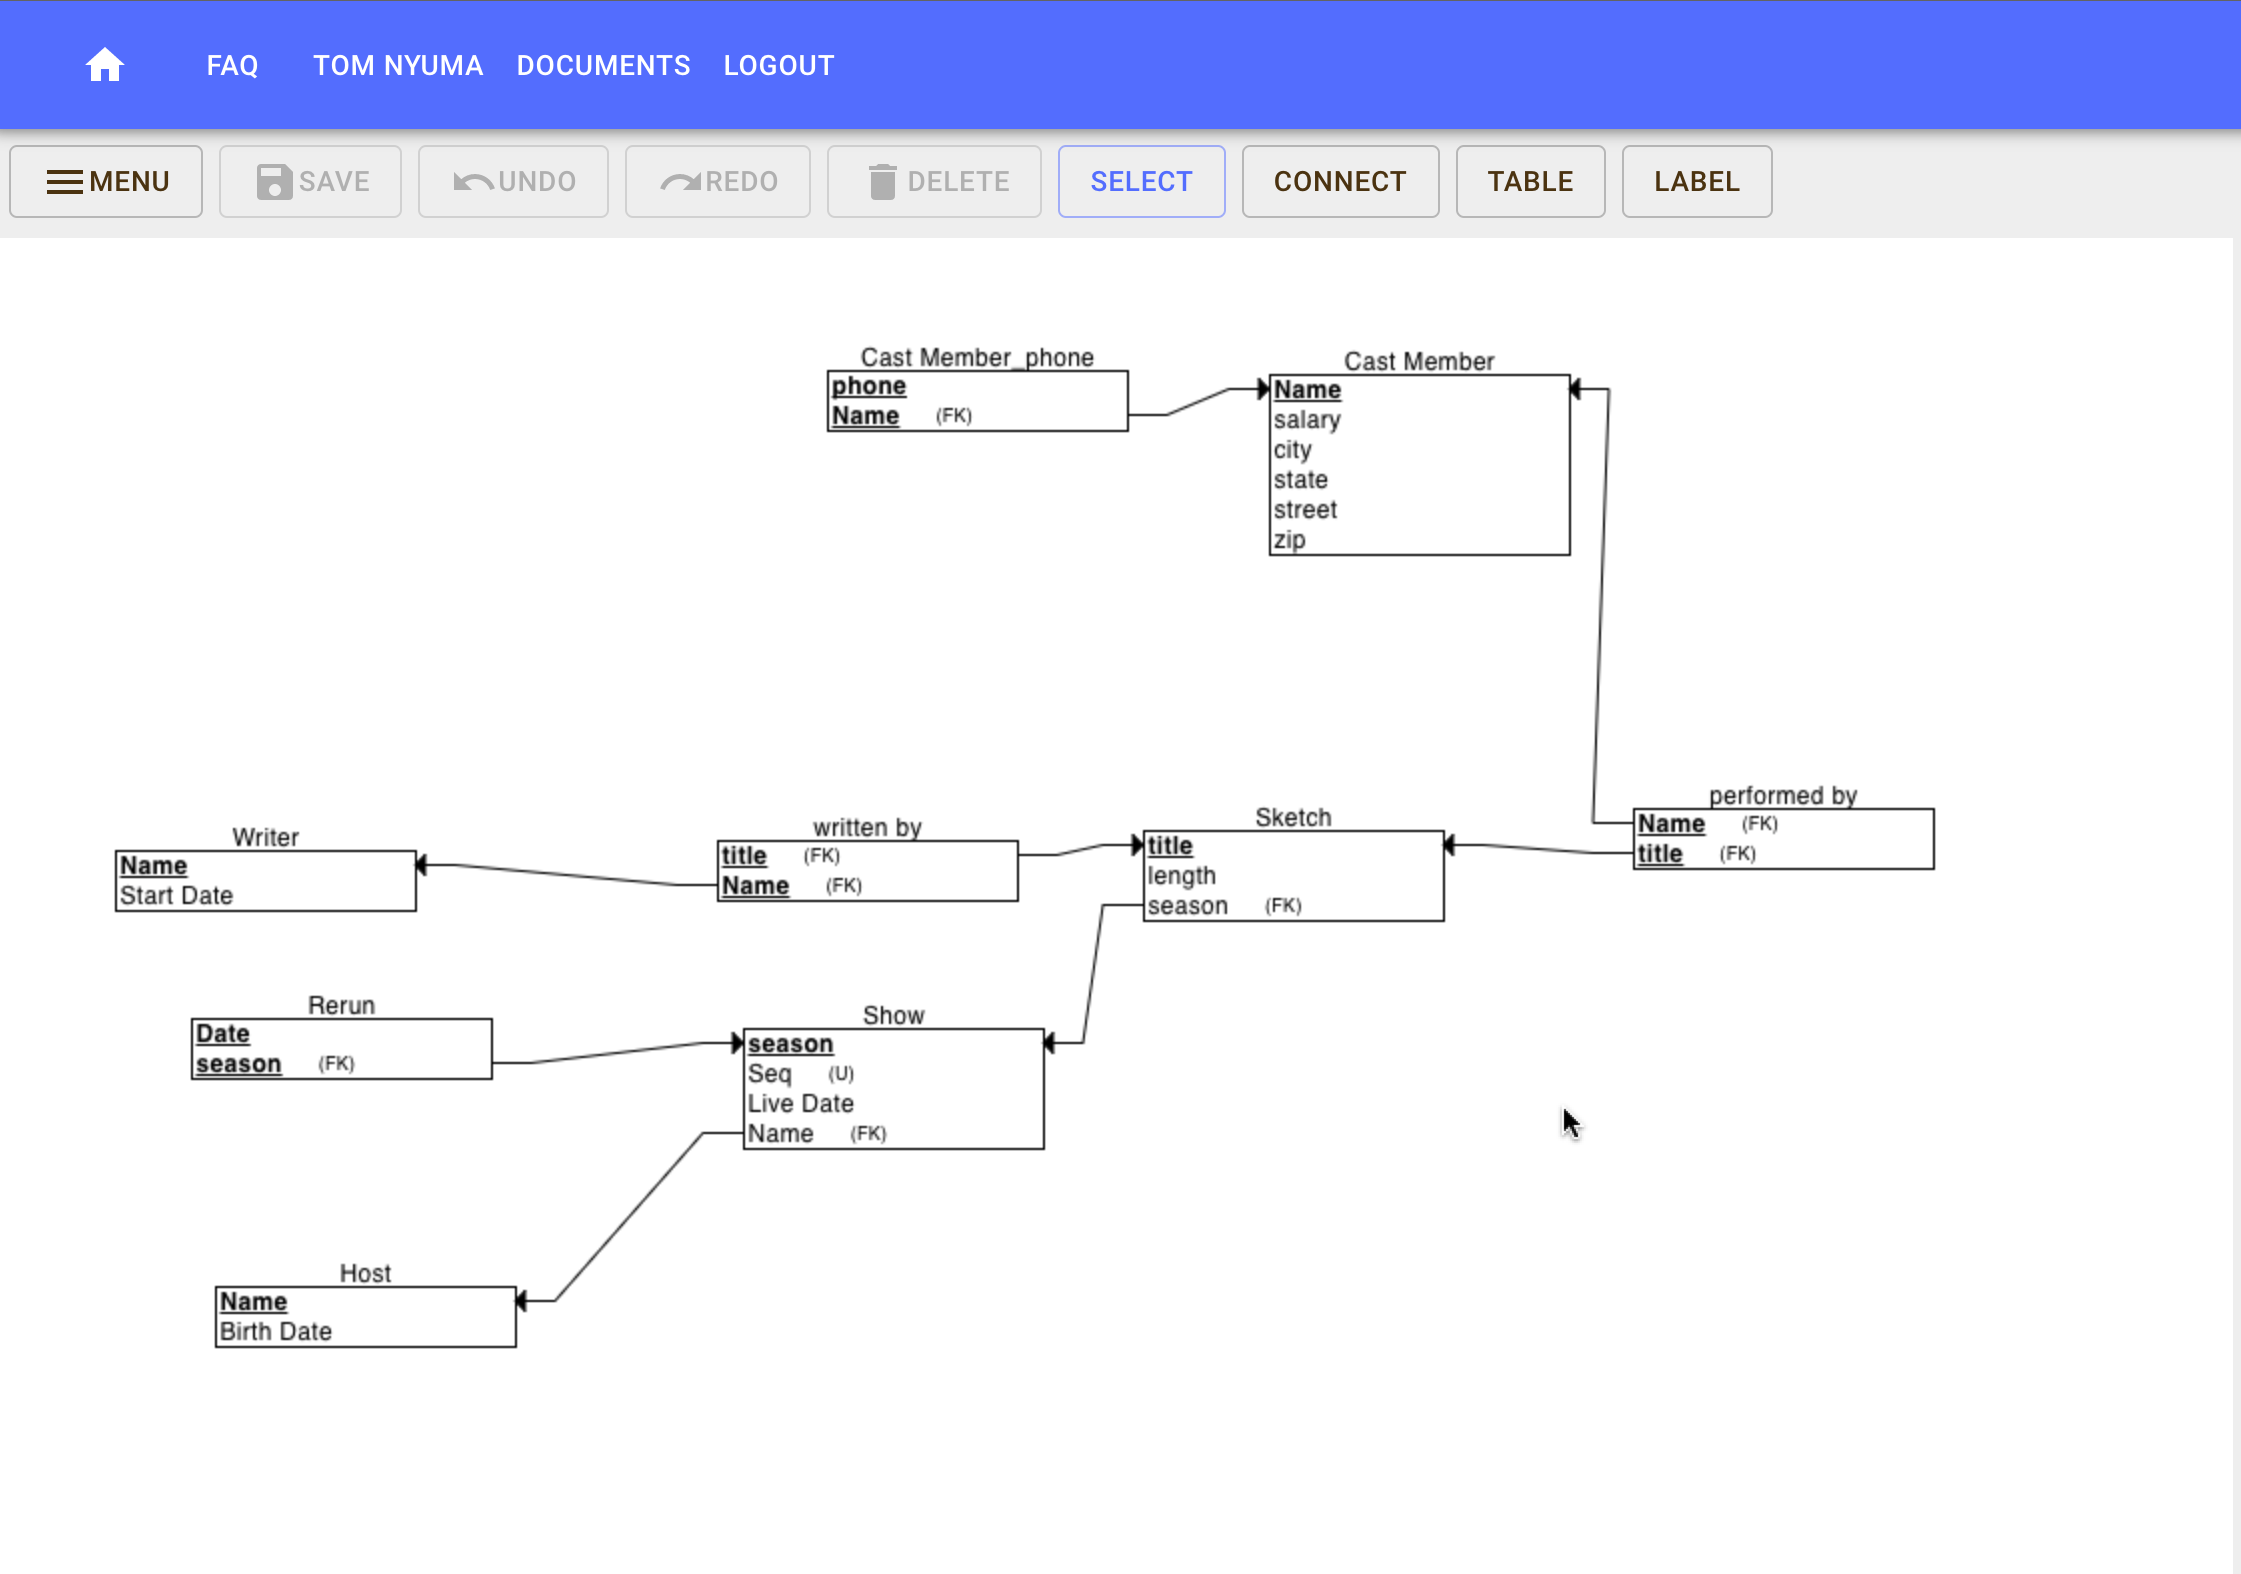 FAQ TOM NYUMA DOCUMENTS LOGOUT
MENU SAVE UNDO REDO DELETE SELECT CONNECT TABLE LABEL
Cast Member_phone
phone
Name (FK)
Cast Member
Name
salary
city
state
street
zip
performed by
Name (FK)
title (FK)
Sketch
title
length
season (FK)
written by
title (FK)
Name (FK)
Writer
Name
Start Date
Rerun
Date
season (FK)
Show
season
Seq (U)
Live Date
Name (FK)
Host
Name
Birth Date